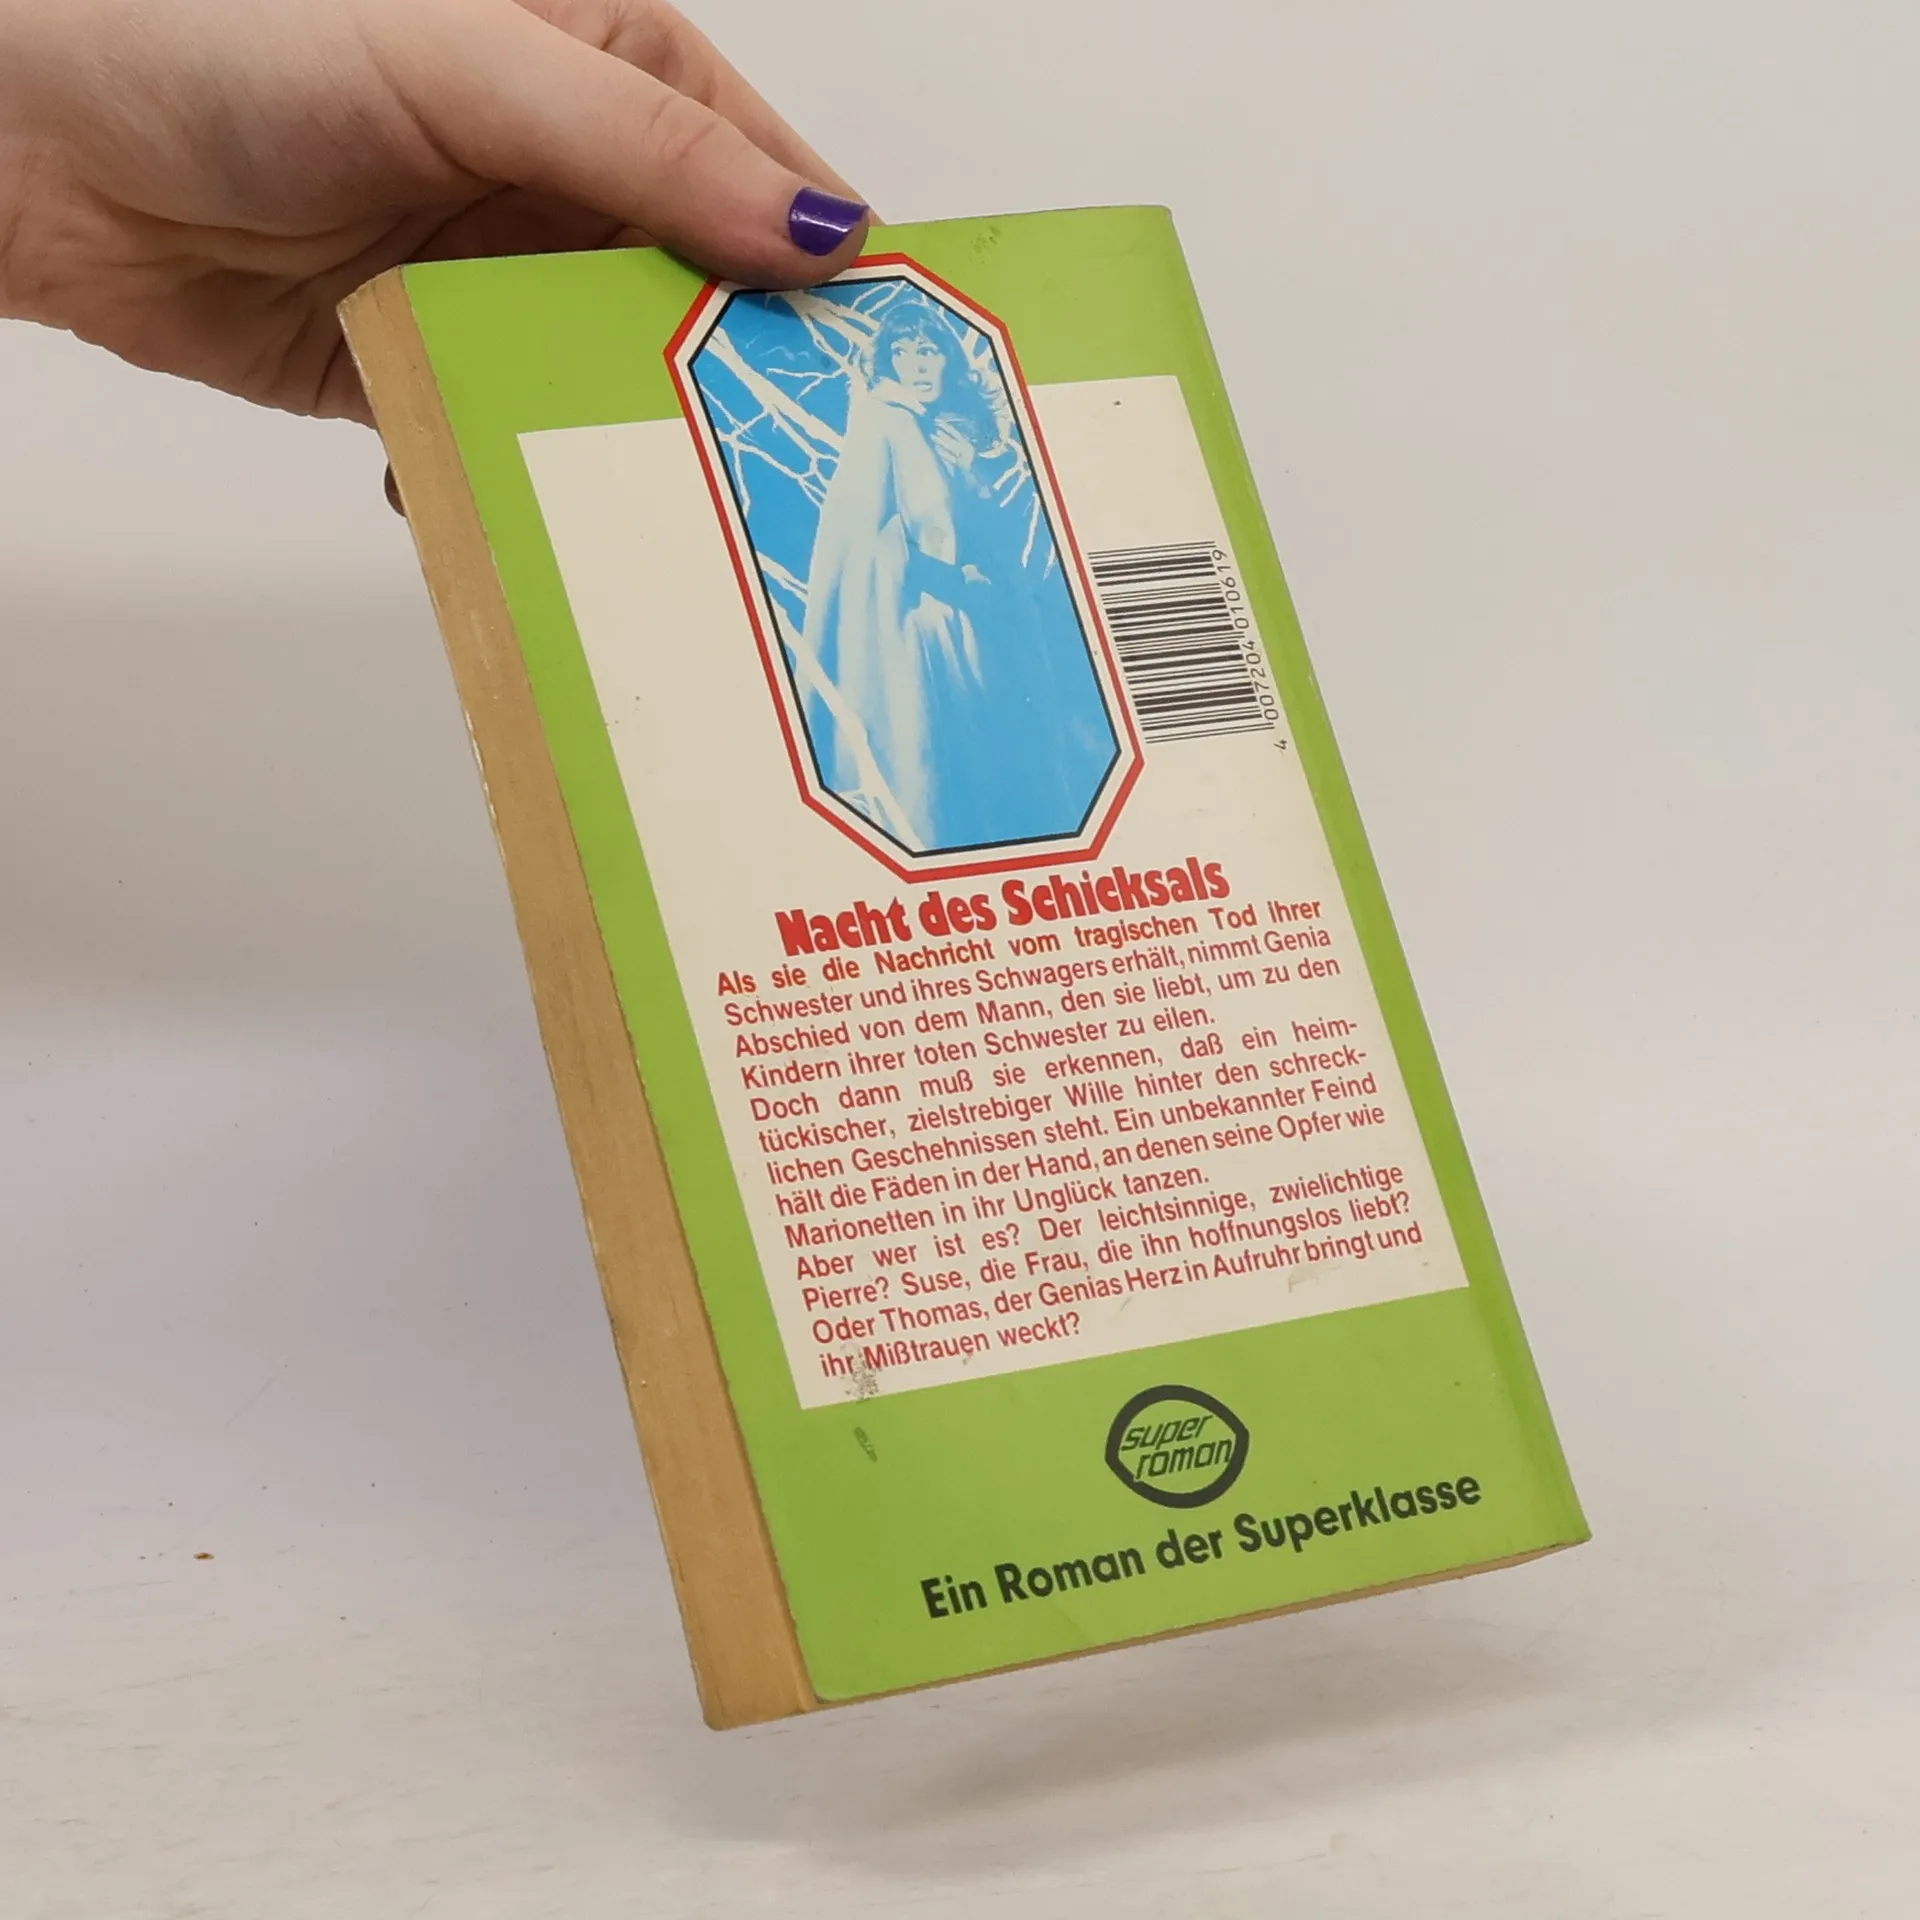 4 007204 010619
Nacht des Schicksals
Als sie die Nachricht vom tragischen Tod ihrer
Schwester und ihres Schwagers erhält, nimmt Genia
Abschied von dem Mann, den sie liebt, um zu den
Kindern ihrer toten Schwester zu eilen.
Doch dann muß sie erkennen, daß ein heim-
tückischer, zielstrebiger Wille hinter den schreck-
lichen Geschehnissen steht. Ein unbekannter Feind
hält die Fäden in der Hand, an denen seine Opfer wie
Marionetten in ihr Unglück tanzen.
Aber wer ist es? Der leichtsinnige, zwielichtige
Pierre? Suse, die Frau, die ihn hoffnungslos liebt?
Oder Thomas, der Genias Herz in Aufruhr bringt und
ihr Mißtrauen weckt?
super
roman
Ein Roman der Superklasse